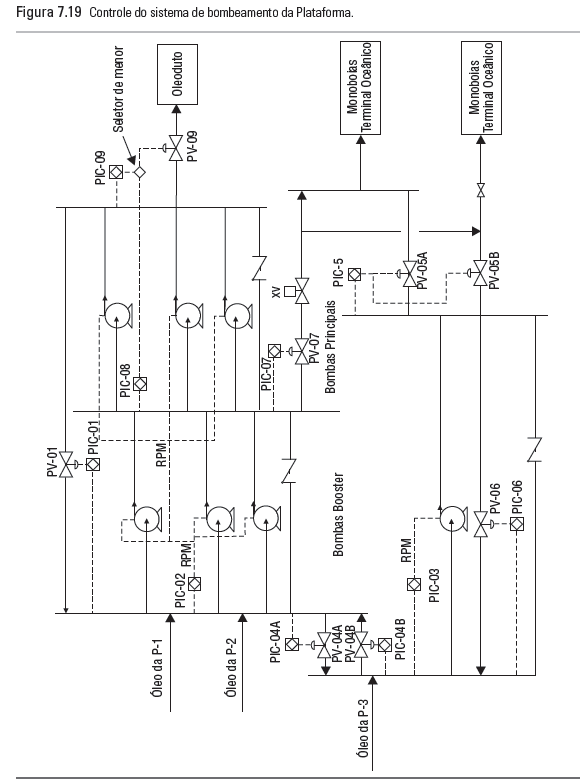 Figura 7.19 Controle do sistema de bombeamento da Plataforma.
Seletor de menor
Oleoduto
Monoboias
Terminal Oceânico
Monoboias
Terminal Oceânico
PIC-09
PV-09
XV
PIC-5
PV-05A
PV-05B
PIC-08
PIC-07
PV-07
Bombas Principais
PV-01
PIC-01
RPM
Bombas Booster
RPM
PIC-02
RPM
PIC-03
PV-06
PIC-06
Óleo da P-1
Óleo da P-2
PIC-04A
PV-04A
PV-04B
PIC-04B
Óleo da P-3